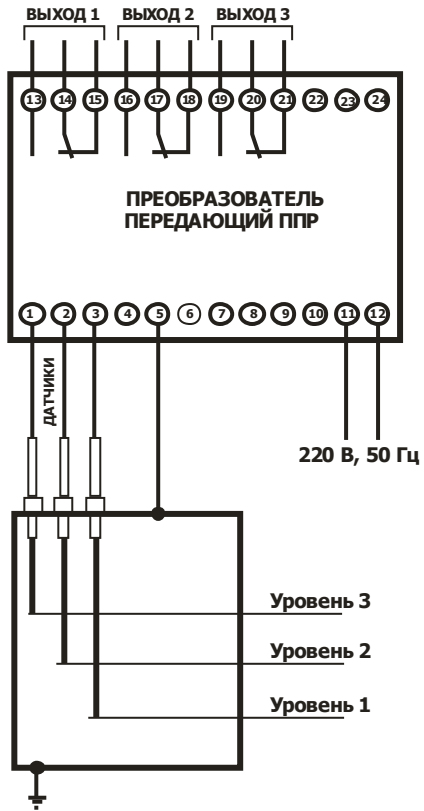 ВЫХОД 1 ВЫХОД 2 ВЫХОД 3
13 14 15 16 17 18 19 20 21 22 23 24
ПРЕОБРАЗОВАТЕЛЬ
ПЕРЕДАЮЩИЙ ППР
1 2 3 4 5 6 7 8 9 10 11 12
ДАТЧИКИ
220 В, 50 Гц
Уровень 3
Уровень 2
Уровень 1